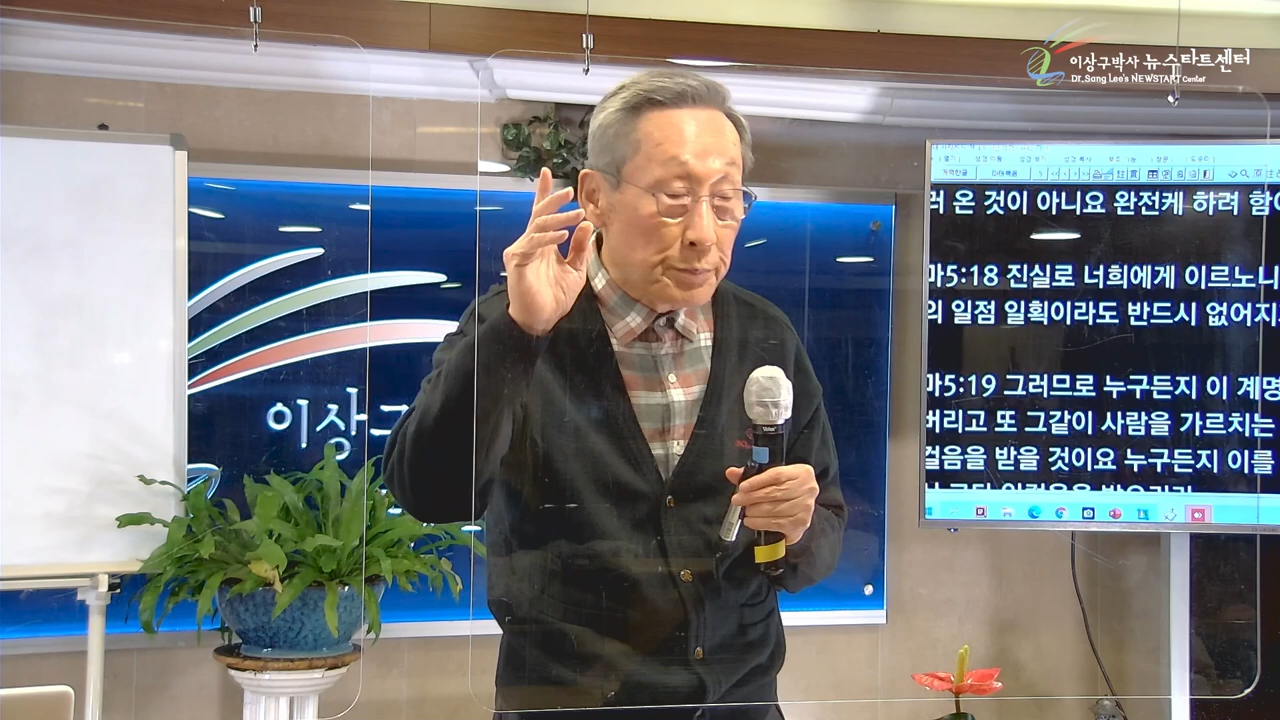 이상구박사 뉴스타트센터
Dr. Sang Lee's NEWSTART Center
이상구
러 온 것이 아니요 완전케 하려 함이
마5:18 진실로 너희에게 이르노니
의 일점 일획이라도 반드시 없어지
마5:19 그러므로 누구든지 이 계명
버리고 또 그같이 사람을 가르치는
걸음을 받을 것이요 누구든지 이를